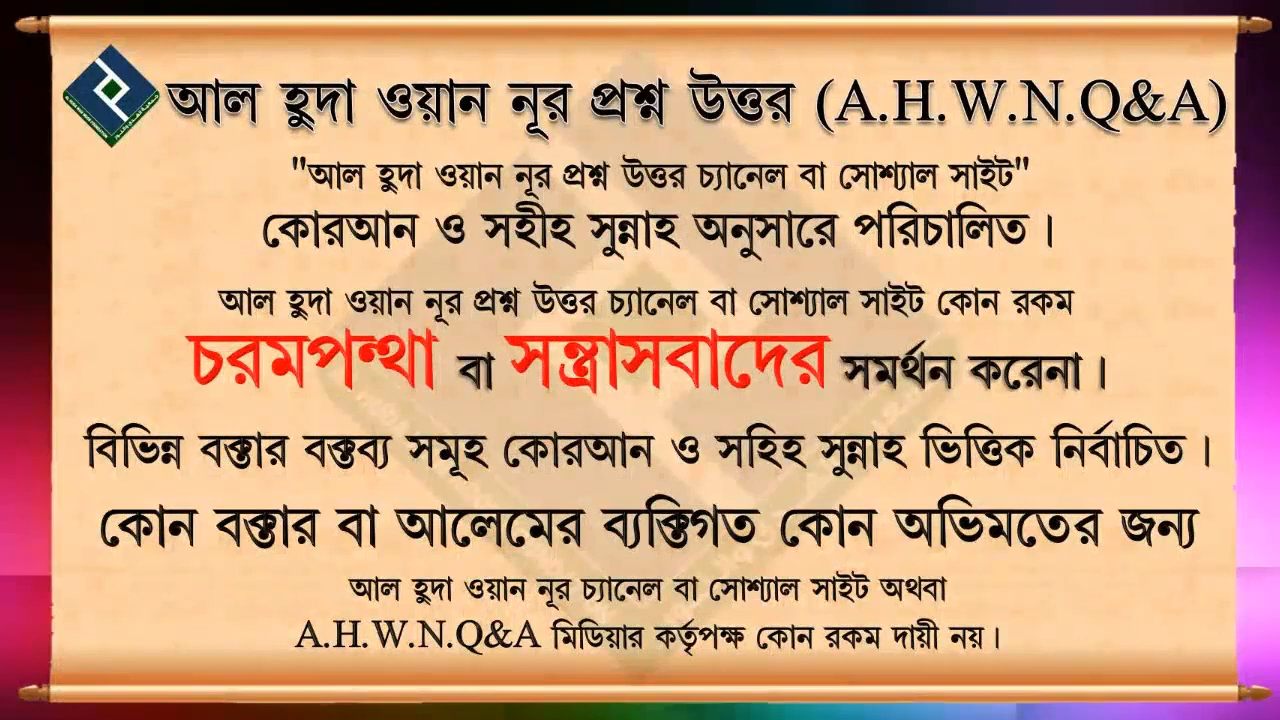 আল হুদা ওয়ান নূর প্রশ্ন উত্তর (A.H.W.N.Q&A)
"আল হুদা ওয়ান নূর প্রশ্ন উত্তর চ্যানেল বা সোশ্যাল সাইট"
কোরআন ও সহীহ সুন্নাহ অনুসারে পরিচালিত।
আল হুদা ওয়ান নূর প্রশ্ন উত্তর চ্যানেল বা সোশ্যাল সাইট কোন রকম
চরমপন্থা বা সন্ত্রাসবাদের সমর্থন করেনা।
বিভিন্ন বক্তার বক্তব্য সমূহ কোরআন ও সহিহ সুন্নাহ ভিত্তিক নির্বাচিত।
কোন বক্তার বা আলেমের ব্যক্তিগত কোন অভিমতের জন্য
আল হুদা ওয়ান নূর চ্যানেল বা সোশ্যাল সাইট অথবা
A.H.W.N.Q&A মিডিয়ার কর্তৃপক্ষ কোন রকম দায়ী নয়।